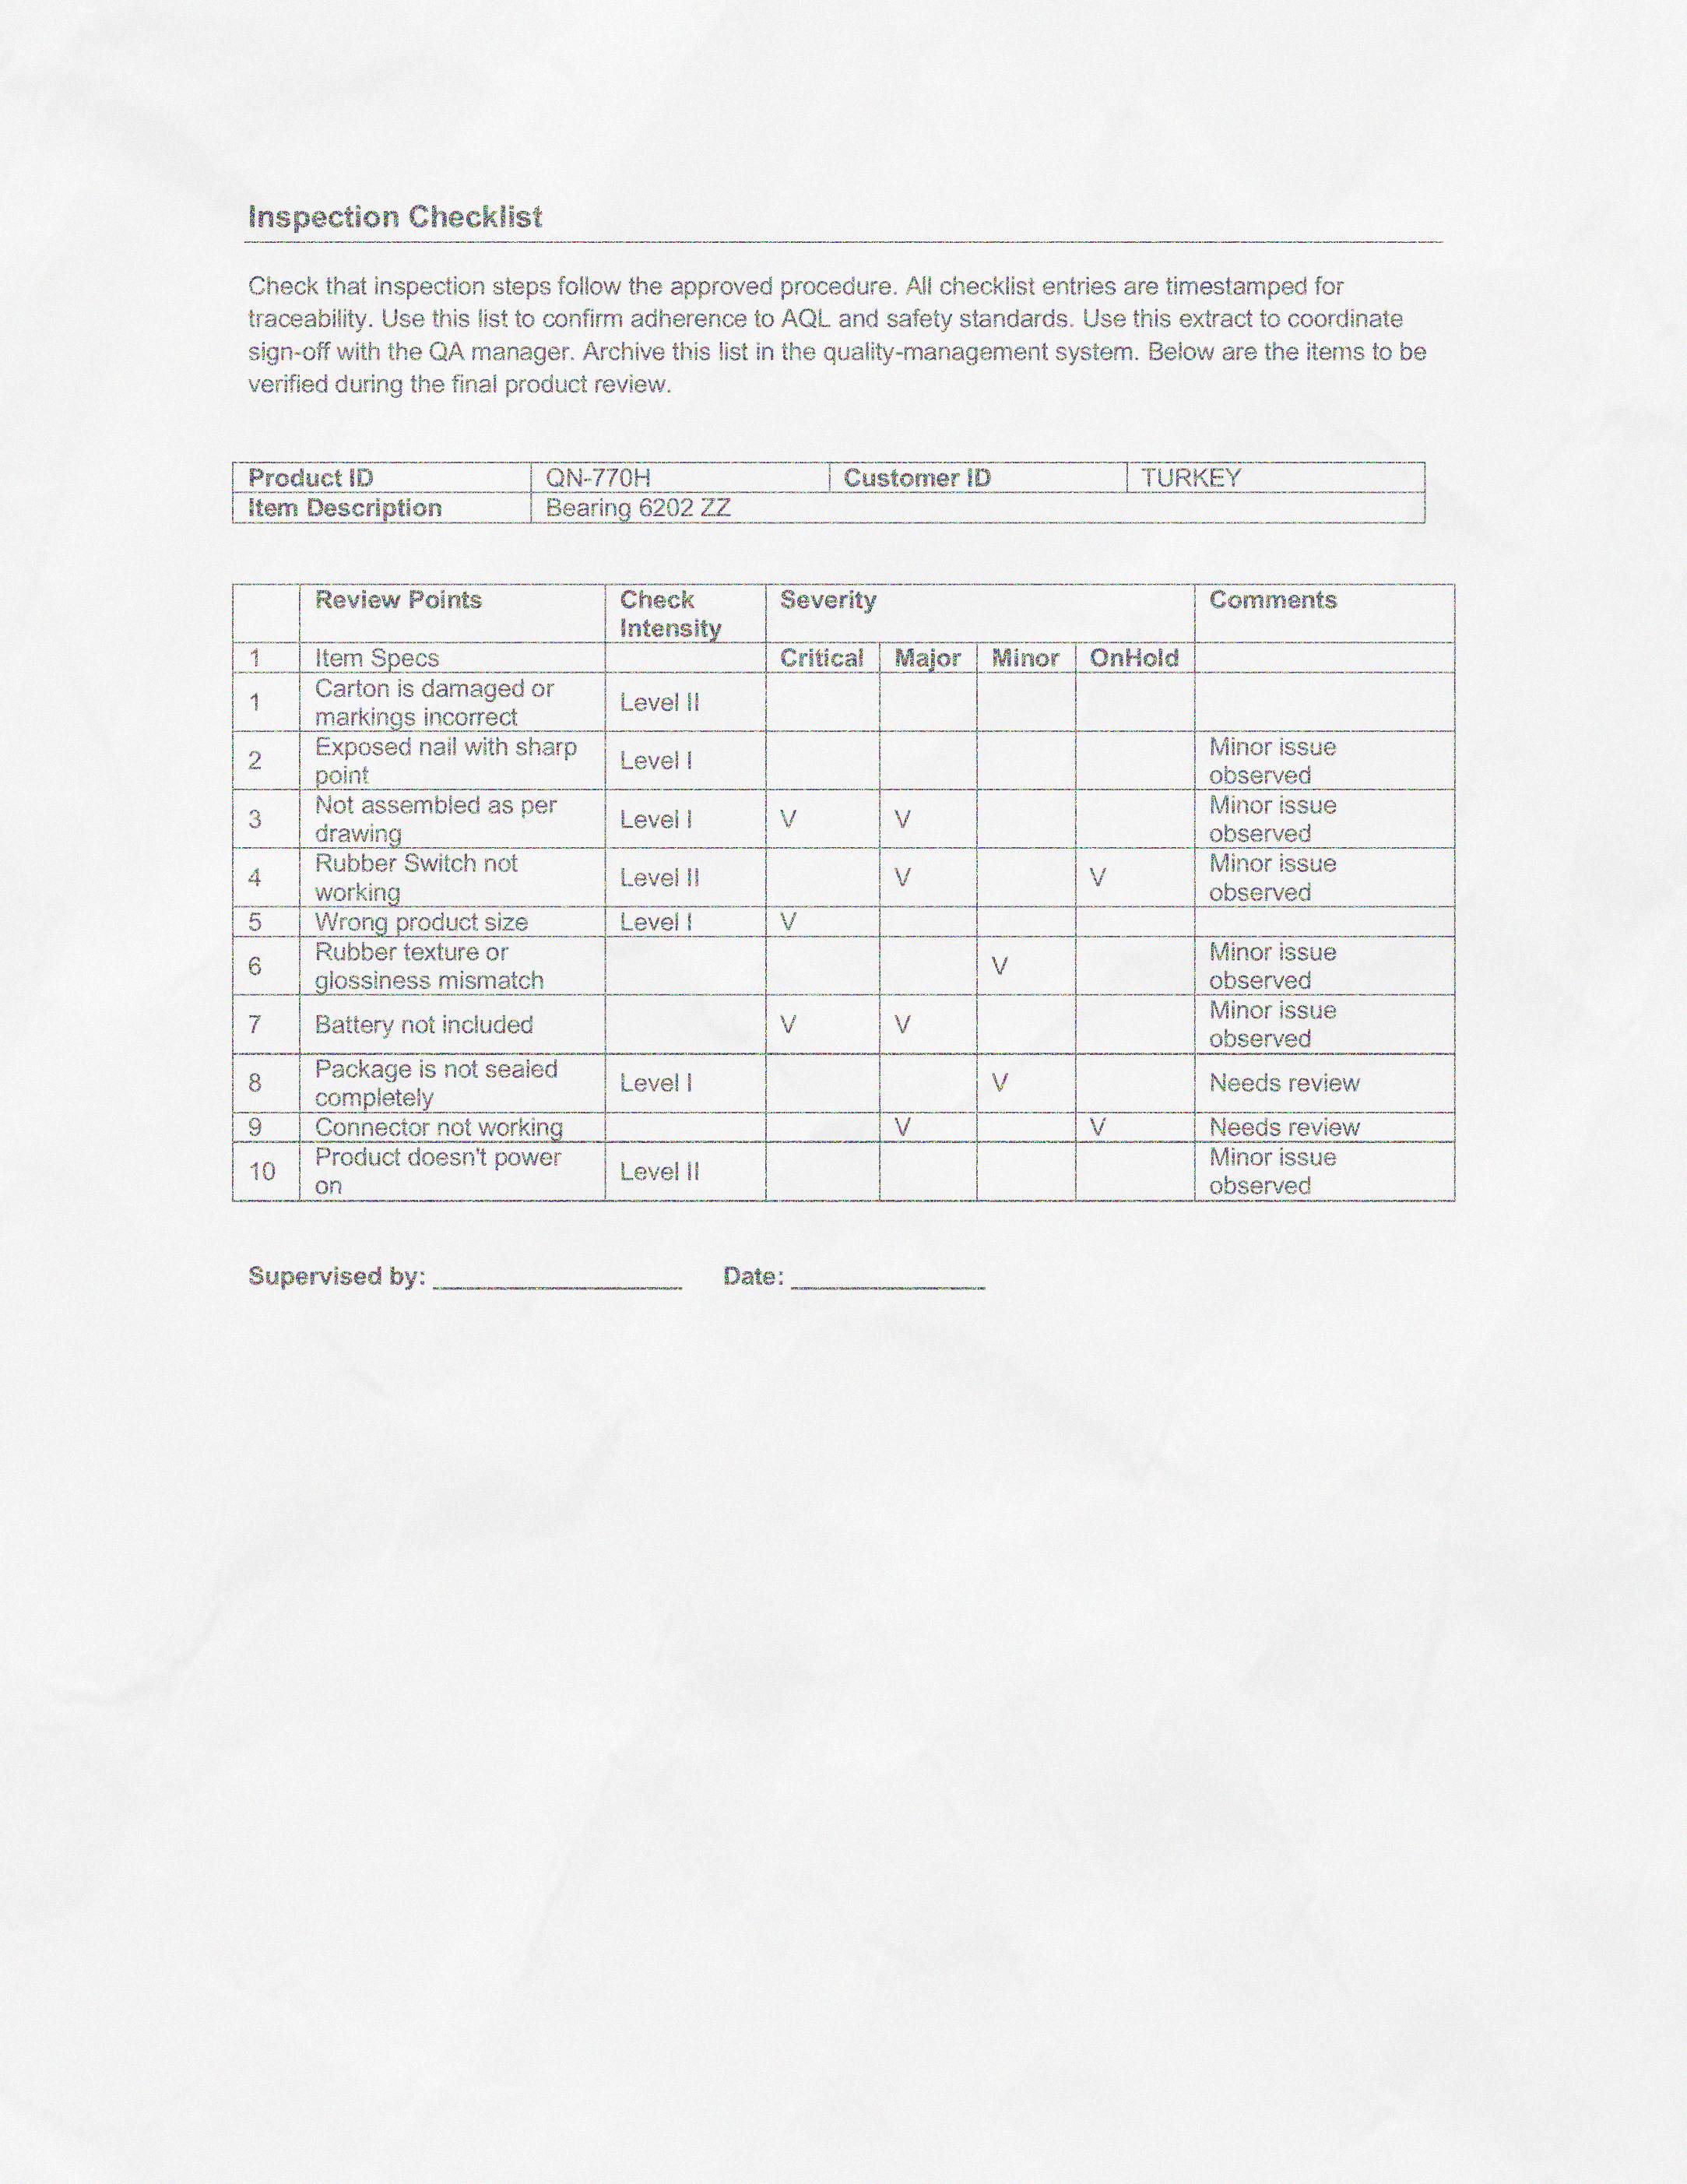 Inspection Checklist
Check that inspection steps follow the approved procedure. All checklist entries are timestamped for
traceability. Use this list to confirm adherence to AQL and safety standards. Use this extract to coordinate
sign-off with the QA manager. Archive this list in the quality-management system. Below are the items to be
verified during the final product review.
Product ID QN-770H Customer ID TURKEY
Item Description Bearing 6202 ZZ
Review Points Check Intensity Severity Comments
1 Item Specs Critical Major Minor OnHold
1 Carton is damaged or markings incorrect Level II
2 Exposed nail with sharp point Level I Minor issue observed
3 Not assembled as per drawing Level I V V Minor issue observed
4 Rubber Switch not working Level II V V Minor issue observed
5 Wrong product size Level I V
6 Rubber texture or glossiness mismatch V Minor issue observed
7 Battery not included V V Minor issue observed
8 Package is not sealed completely Level I V Needs review
9 Connector not working V V Needs review
10 Product doesn't power on Level II Minor issue observed
Supervised by: ____________________ Date: ________________